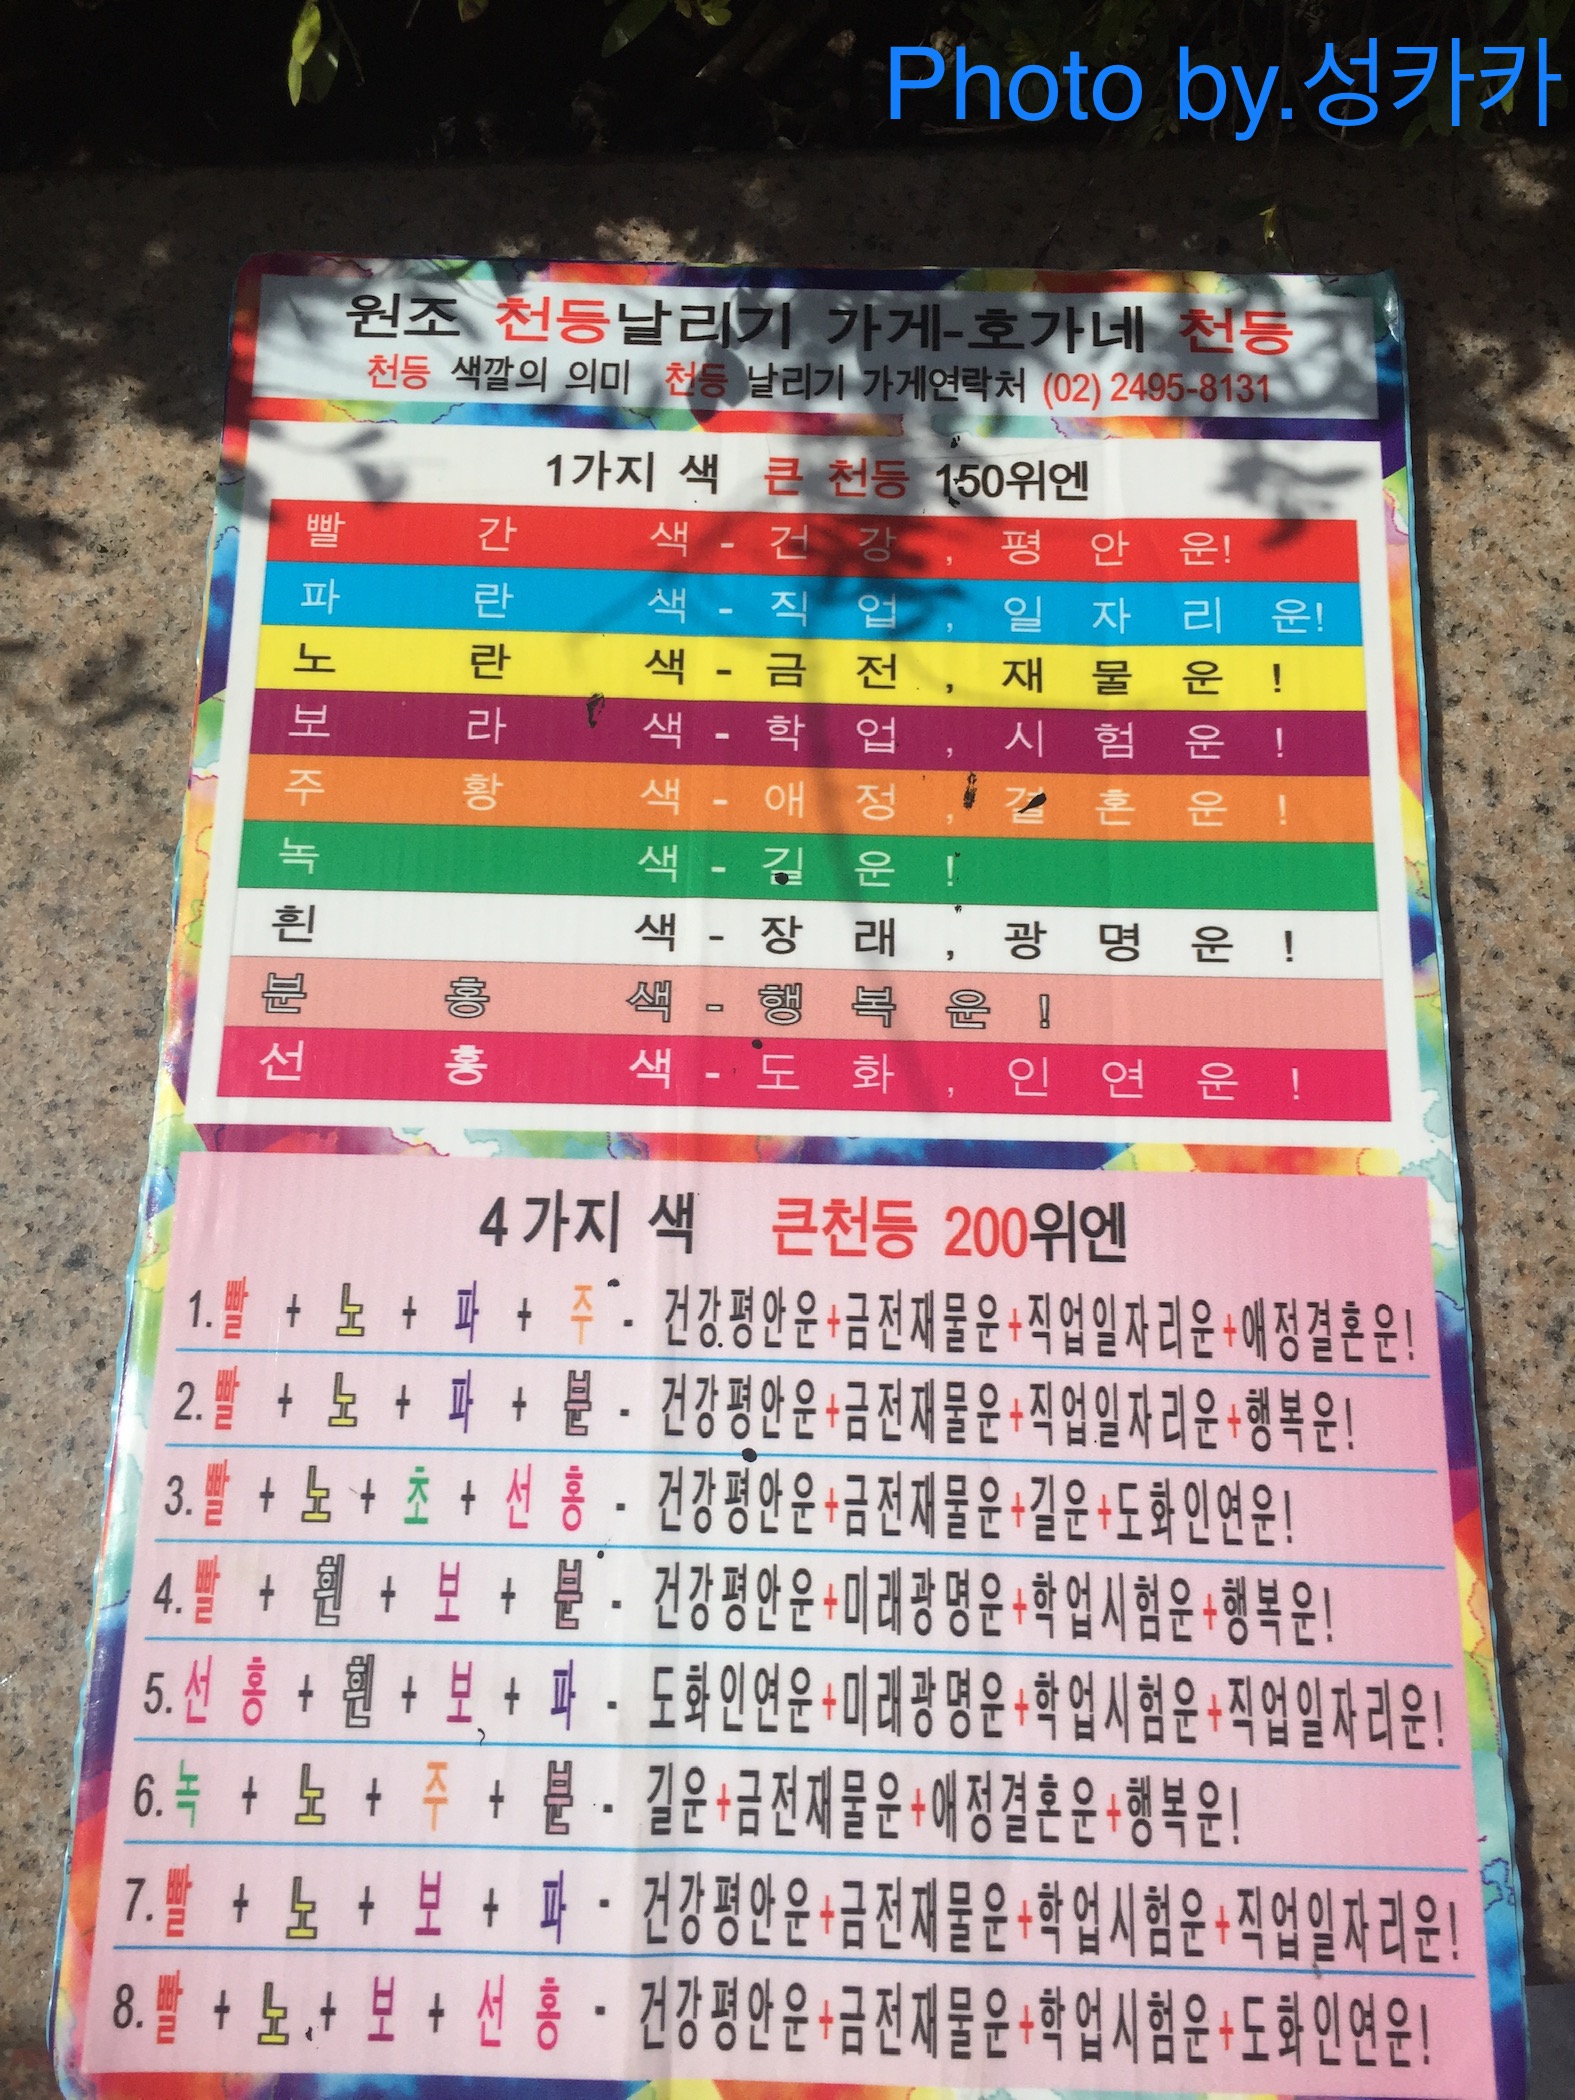 Photo by.성카카
원조 천등날리기 가게-호가네 천등
천등 색깔의 의미 천등 날리기 가게연락처 (02) 2495-8131
1가지 색 큰 천등 150위엔
빨간색-건강,평안운!
파란색-직업,일자리운!
노란색-금전,재물운!
보라색-학업,시험운!
주황색-애정,결혼운!
녹색-길운!
흰색-장래,광명운!
분홍색-행복운!
선홍색-도화,인연운!
4가지 색 큰천등 200위엔
1.빨+노+파+주- 건강평안운+금전재물운+직업일자리운+애정결혼운!
2.빨+노+파+분- 건강평안운+금전재물운+직업일자리운+행복운!
3.빨+노+초+선홍- 건강평안운+금전재물운+길운+도화인연운!
4.빨+흰+보+분- 건강평안운+미래광명운+학업시험운+행복운!
5.선홍+흰+보+파- 도화인연운+미래광명운+학업시험운+직업일자리운!
6.녹+노+주+분- 길운+금전재물운+애정결혼운+행복운!
7.빨+노+보+파- 건강평안운+금전재물운+학업시험운+직업일자리운!
8.빨+노+보+선홍- 건강평안운+금전재물운+학업시험운+도화인연운!